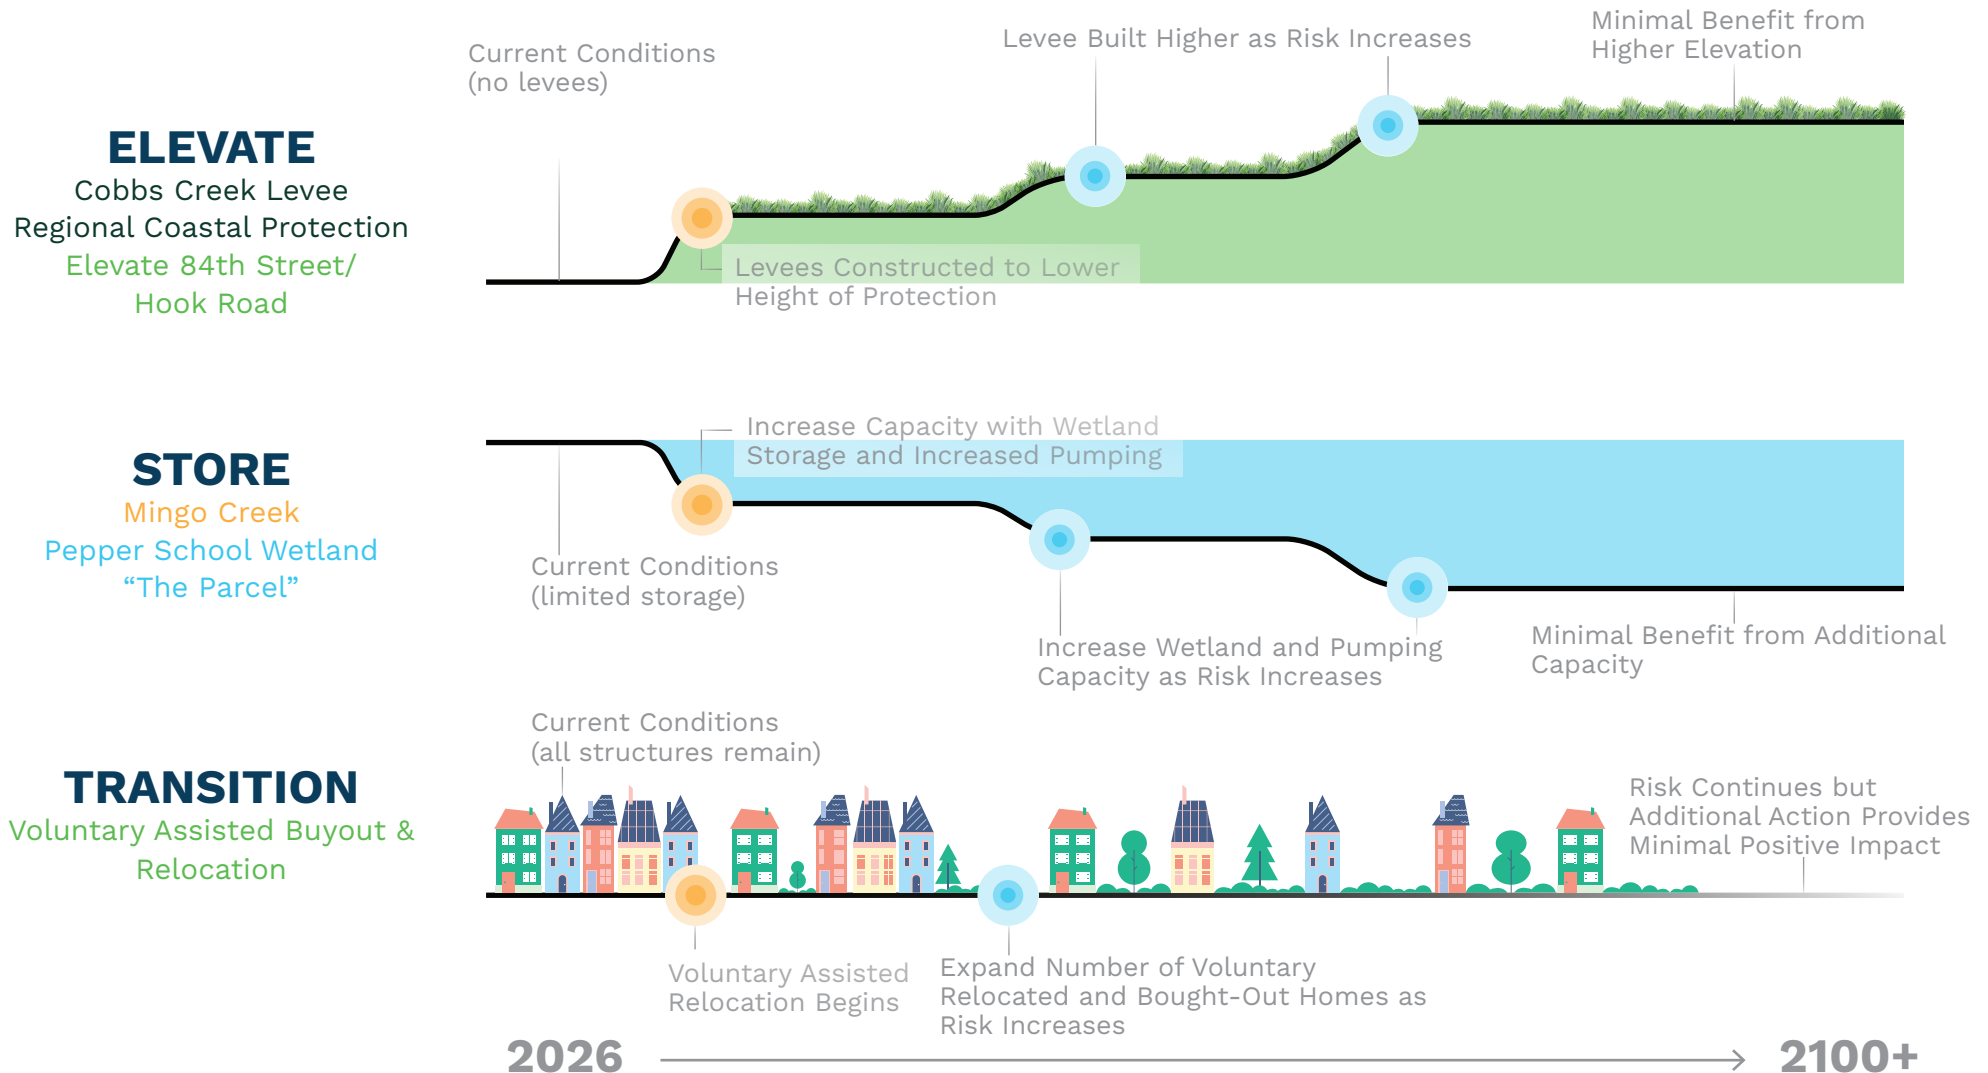 Current Conditions
(no levees)
Levee Built Higher as Risk Increases
Minimal Benefit from
Higher Elevation
ELEVATE
Cobbs Creek Levee
Regional Coastal Protection
Elevate 84th Street/
Hook Road
Levees Constructed to Lower
Height of Protection
STORE
Mingo Creek
Pepper School Wetland
“The Parcel”
Increase Capacity with Wetland
Storage and Increased Pumping
Current Conditions
(limited storage)
Increase Wetland and Pumping
Capacity as Risk Increases
Minimal Benefit from Additional
Capacity
TRANSITION
Voluntary Assisted Buyout &
Relocation
Current Conditions
(all structures remain)
Risk Continues but
Additional Action Provides
Minimal Positive Impact
Voluntary Assisted
Relocation Begins
Expand Number of Voluntary
Relocated and Bought-Out Homes as
Risk Increases
2026
2100+